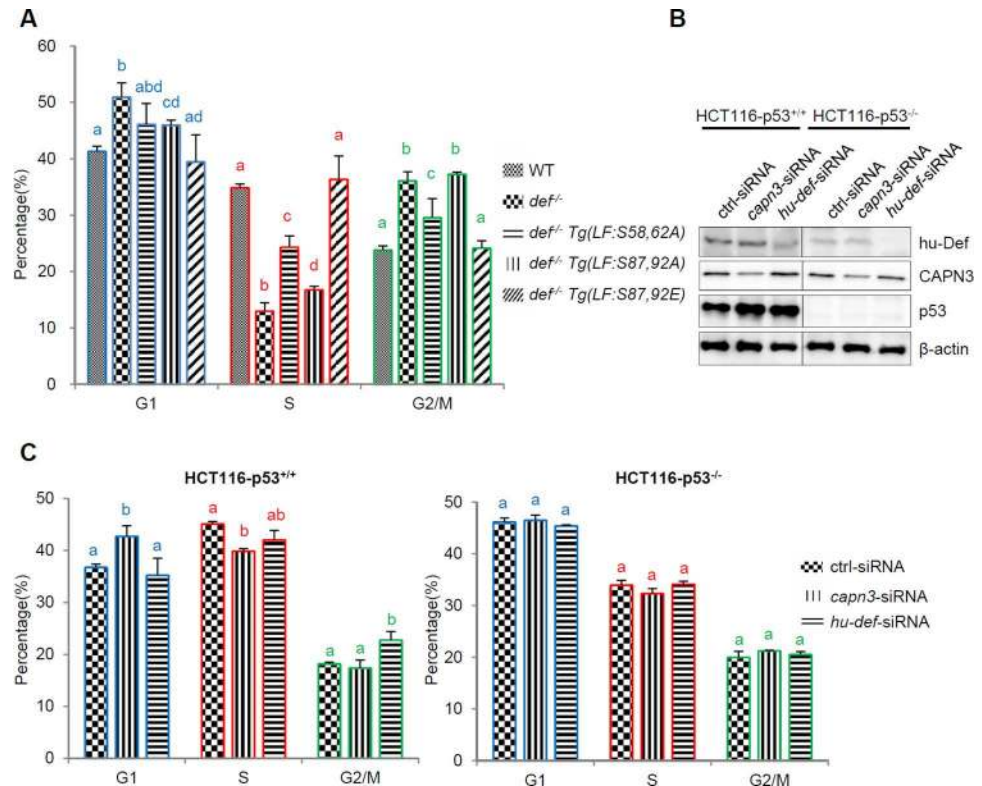 A
Percentage(%)
60
50
40
30
20
10
0
a
b
abd
cd
ad
a
b
c
d
a
a
b
c
b
a
G1
S
G2/M
WT
def-/-
def-/- Tg(LF:S58,62A)
def-/- Tg(LF:S87,92A)
def-/- Tg(LF:S87,92E)
B
HCT116-p53+/+ HCT116-p53-/-
ctrl-siRNA
capn3-siRNA
hu-def-siRNA
ctrl-siRNA
capn3-siRNA
hu-def-siRNA
hu-Def
CAPN3
p53
β-actin
C
HCT116-p53+/+
Percentage(%)
50
40
30
20
10
0
a
b
a
a
b
ab
a
a
b
G1
S
G2/M
HCT116-p53-/-
Percentage(%)
50
40
30
20
10
0
a
a
a
a
a
a
a
a
a
G1
S
G2/M
ctrl-siRNA
capn3-siRNA
hu-def-siRNA